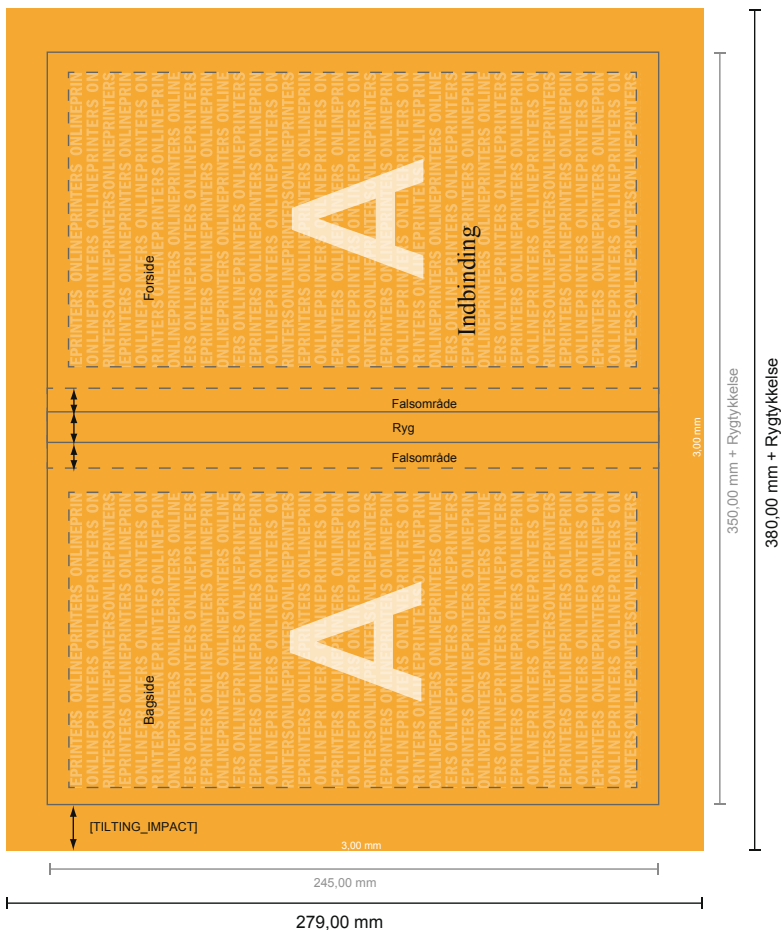 Forside
A
Indbinding
Falsområde
Ryg
Falsområde
3,00 mm
350,00 mm + Rygtykkelse
380,00 mm + Rygtykkelse
A
Bagside
[TILTING_IMPACT]
3,00 mm
245,00 mm
279,00 mm